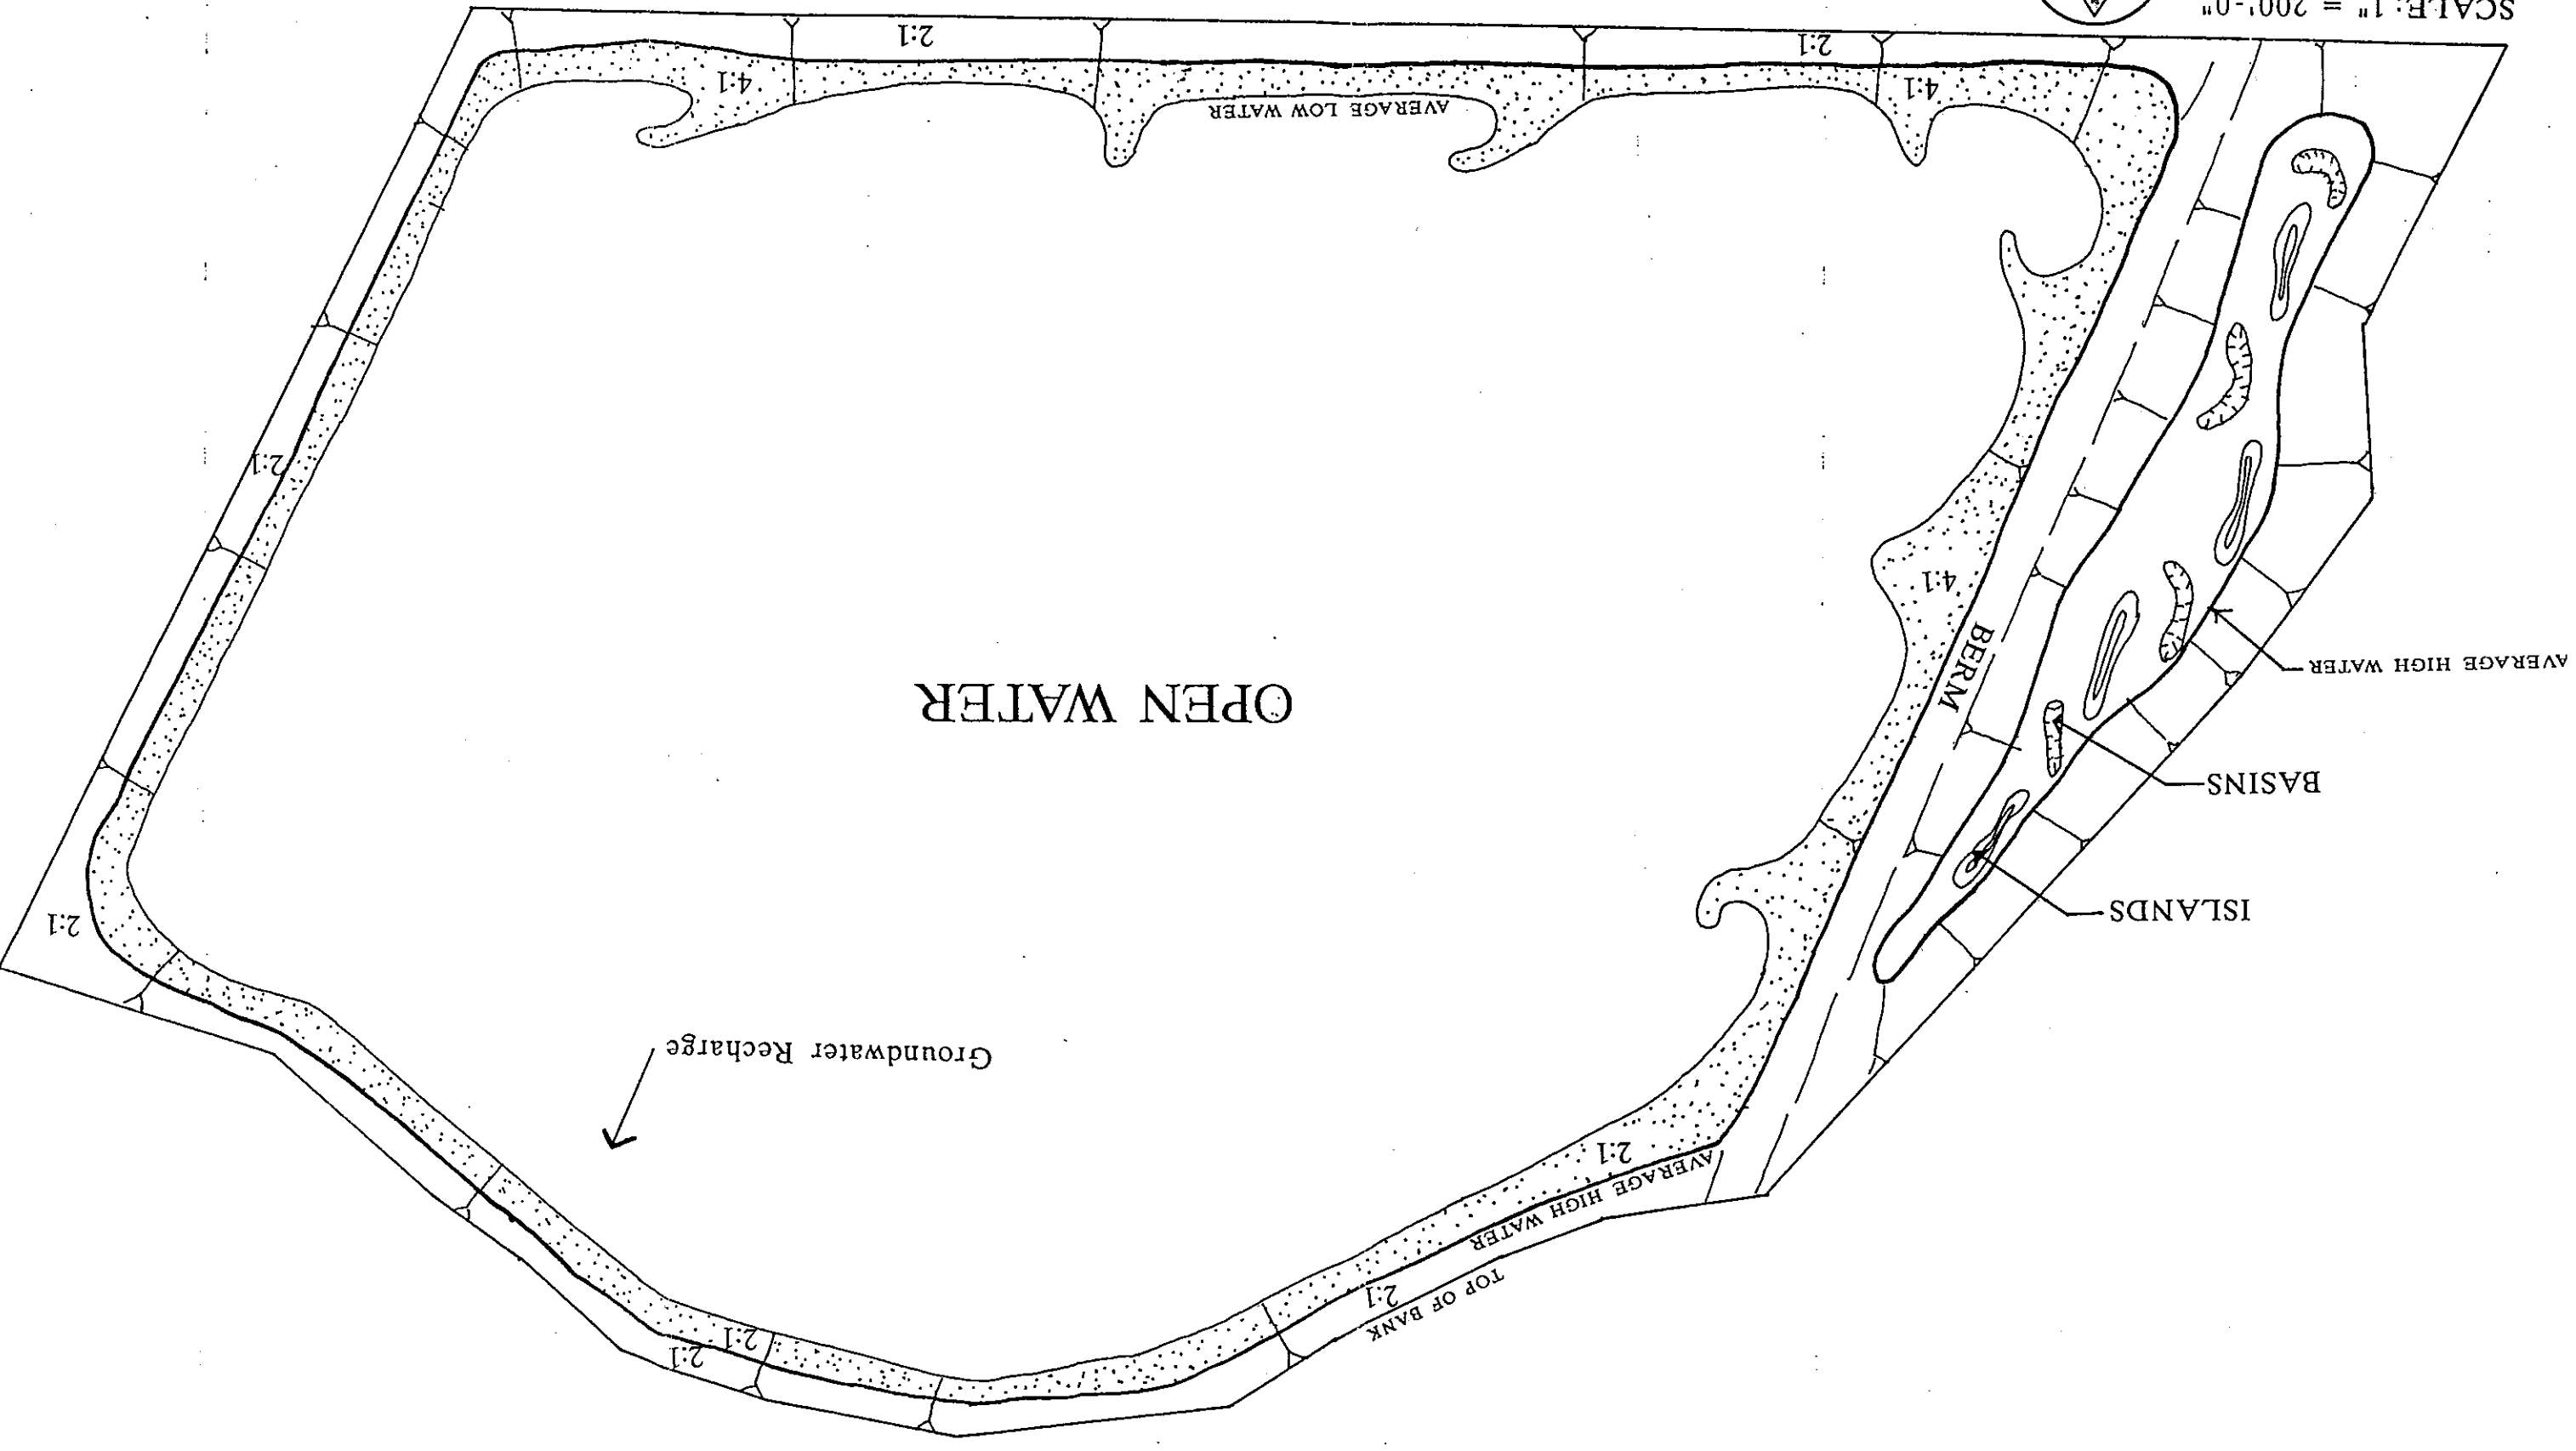 2:1
2:1
TOP OF BANK
2:1
AVERAGE HIGH WATER
2:1
Groundwater Recharge
2:1
ISLANDS
BASINS
OPEN WATER
AVERAGE HIGH WATER
BERM
4:1
2:1
AVERAGE LOW WATER
4:1
4:1
2:1
2:1
SCALE: 1" = 200'-0"